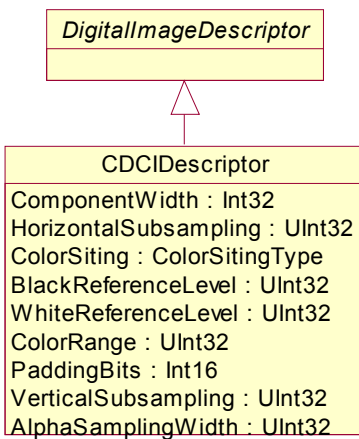 DigitalImageDescriptor
CDCIDescriptor
ComponentWidth : Int32
HorizontalSubsampling : UInt32
ColorSiting : ColorSitingType
BlackReferenceLevel : UInt32
WhiteReferenceLevel : UInt32
ColorRange : UInt32
PaddingBits : Int16
VerticalSubsampling : UInt32
AlphaSamplingWidth : UInt32